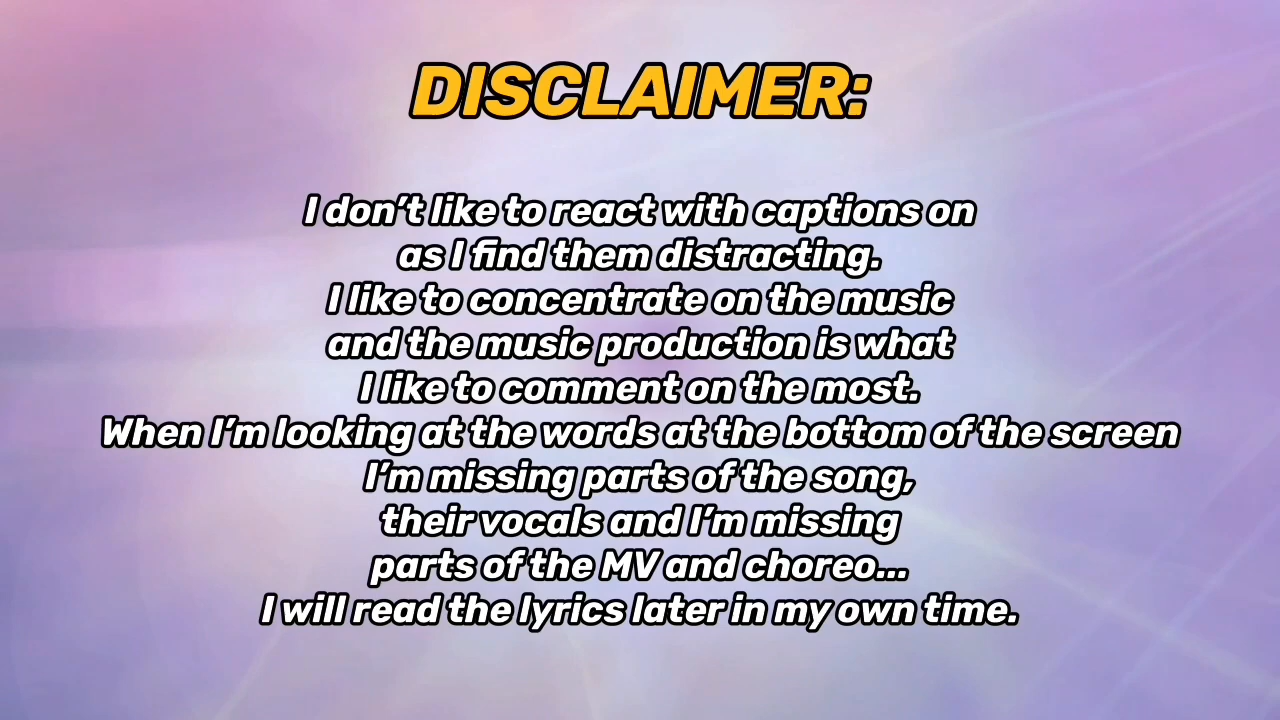 DISCLAIMER:
I don’t like to react with captions on
as I find them distracting.
I like to concentrate on the music
and the music production is what
I like to comment on the most.
When I’m looking at the words at the bottom of the screen
I’m missing parts of the song,
their vocals and I’m missing
parts of the MV and choreo...
I will read the lyrics later in my own time.